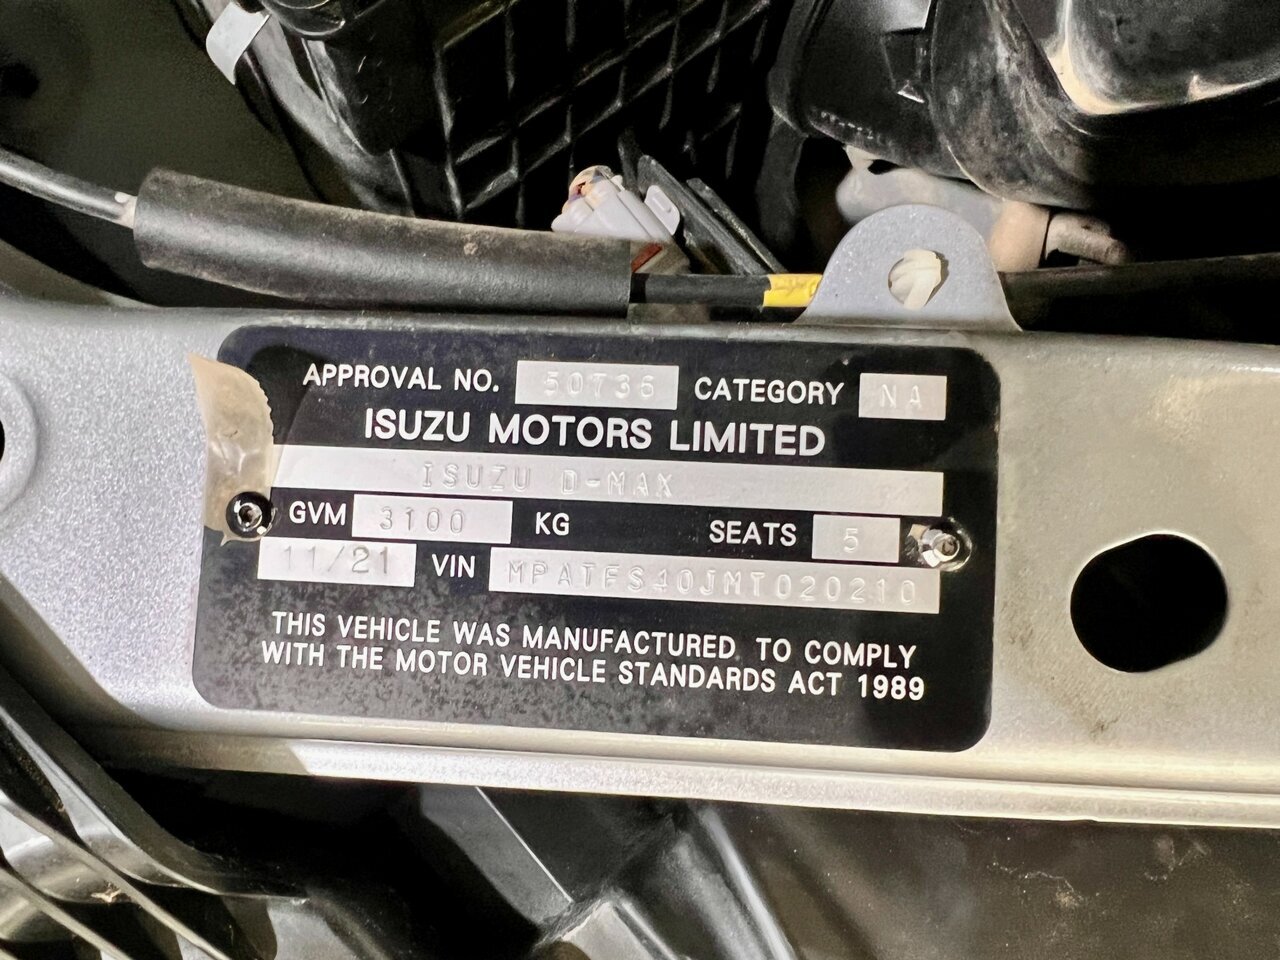 APPROVAL NO. 50736 CATEGORY NA
ISUZU MOTORS LIMITED
ISUZU D-MAX
GVM 3100 KG SEATS 5
11/21 VIN MPATFS40JMT020210
THIS VEHICLE WAS MANUFACTURED TO COMPLY
WITH THE MOTOR VEHICLE STANDARDS ACT 1989